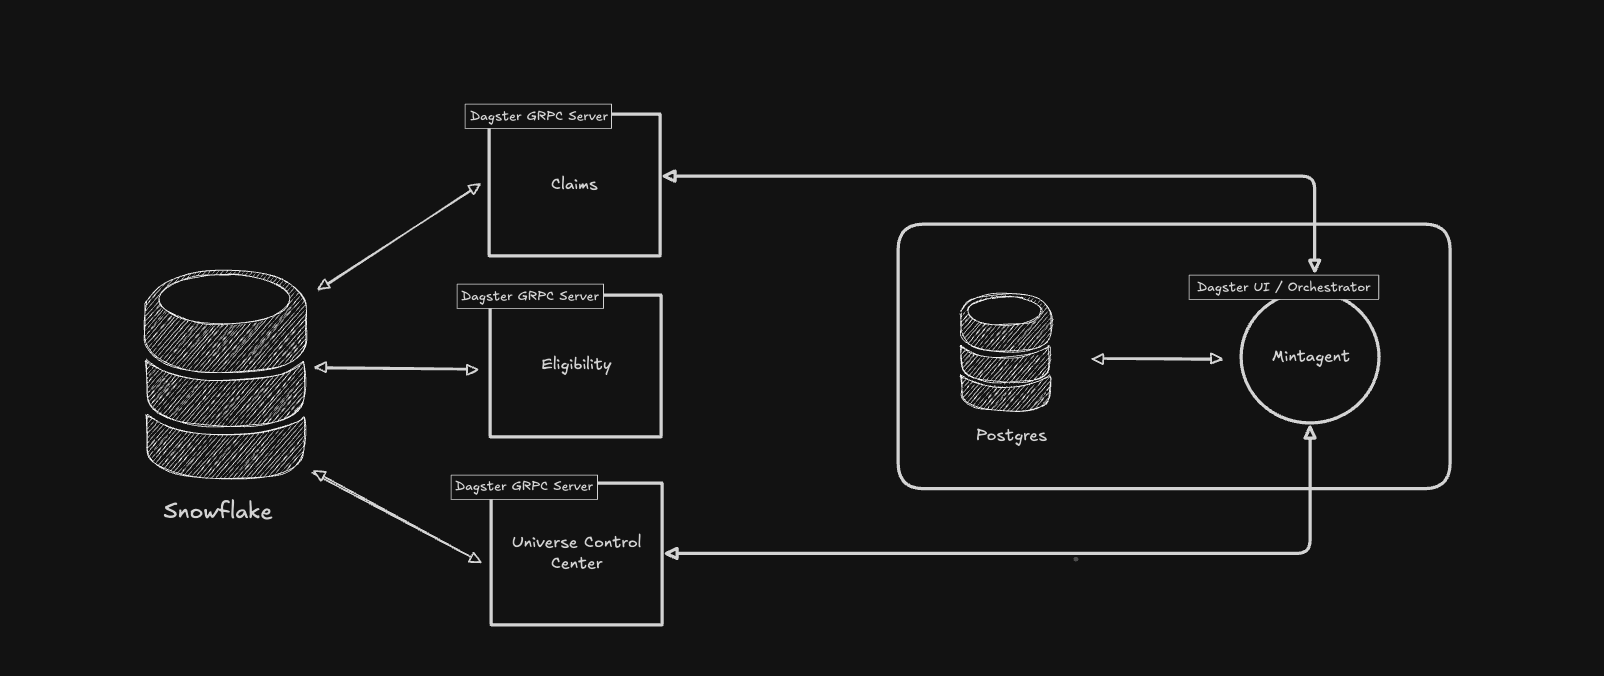 Dagster GRPC Server
Claims
Dagster GRPC Server
Eligibility
Dagster GRPC Server
Universe Control
Center
Snowflake
Dagster UI / Orchestrator
Mintagent
Postgres